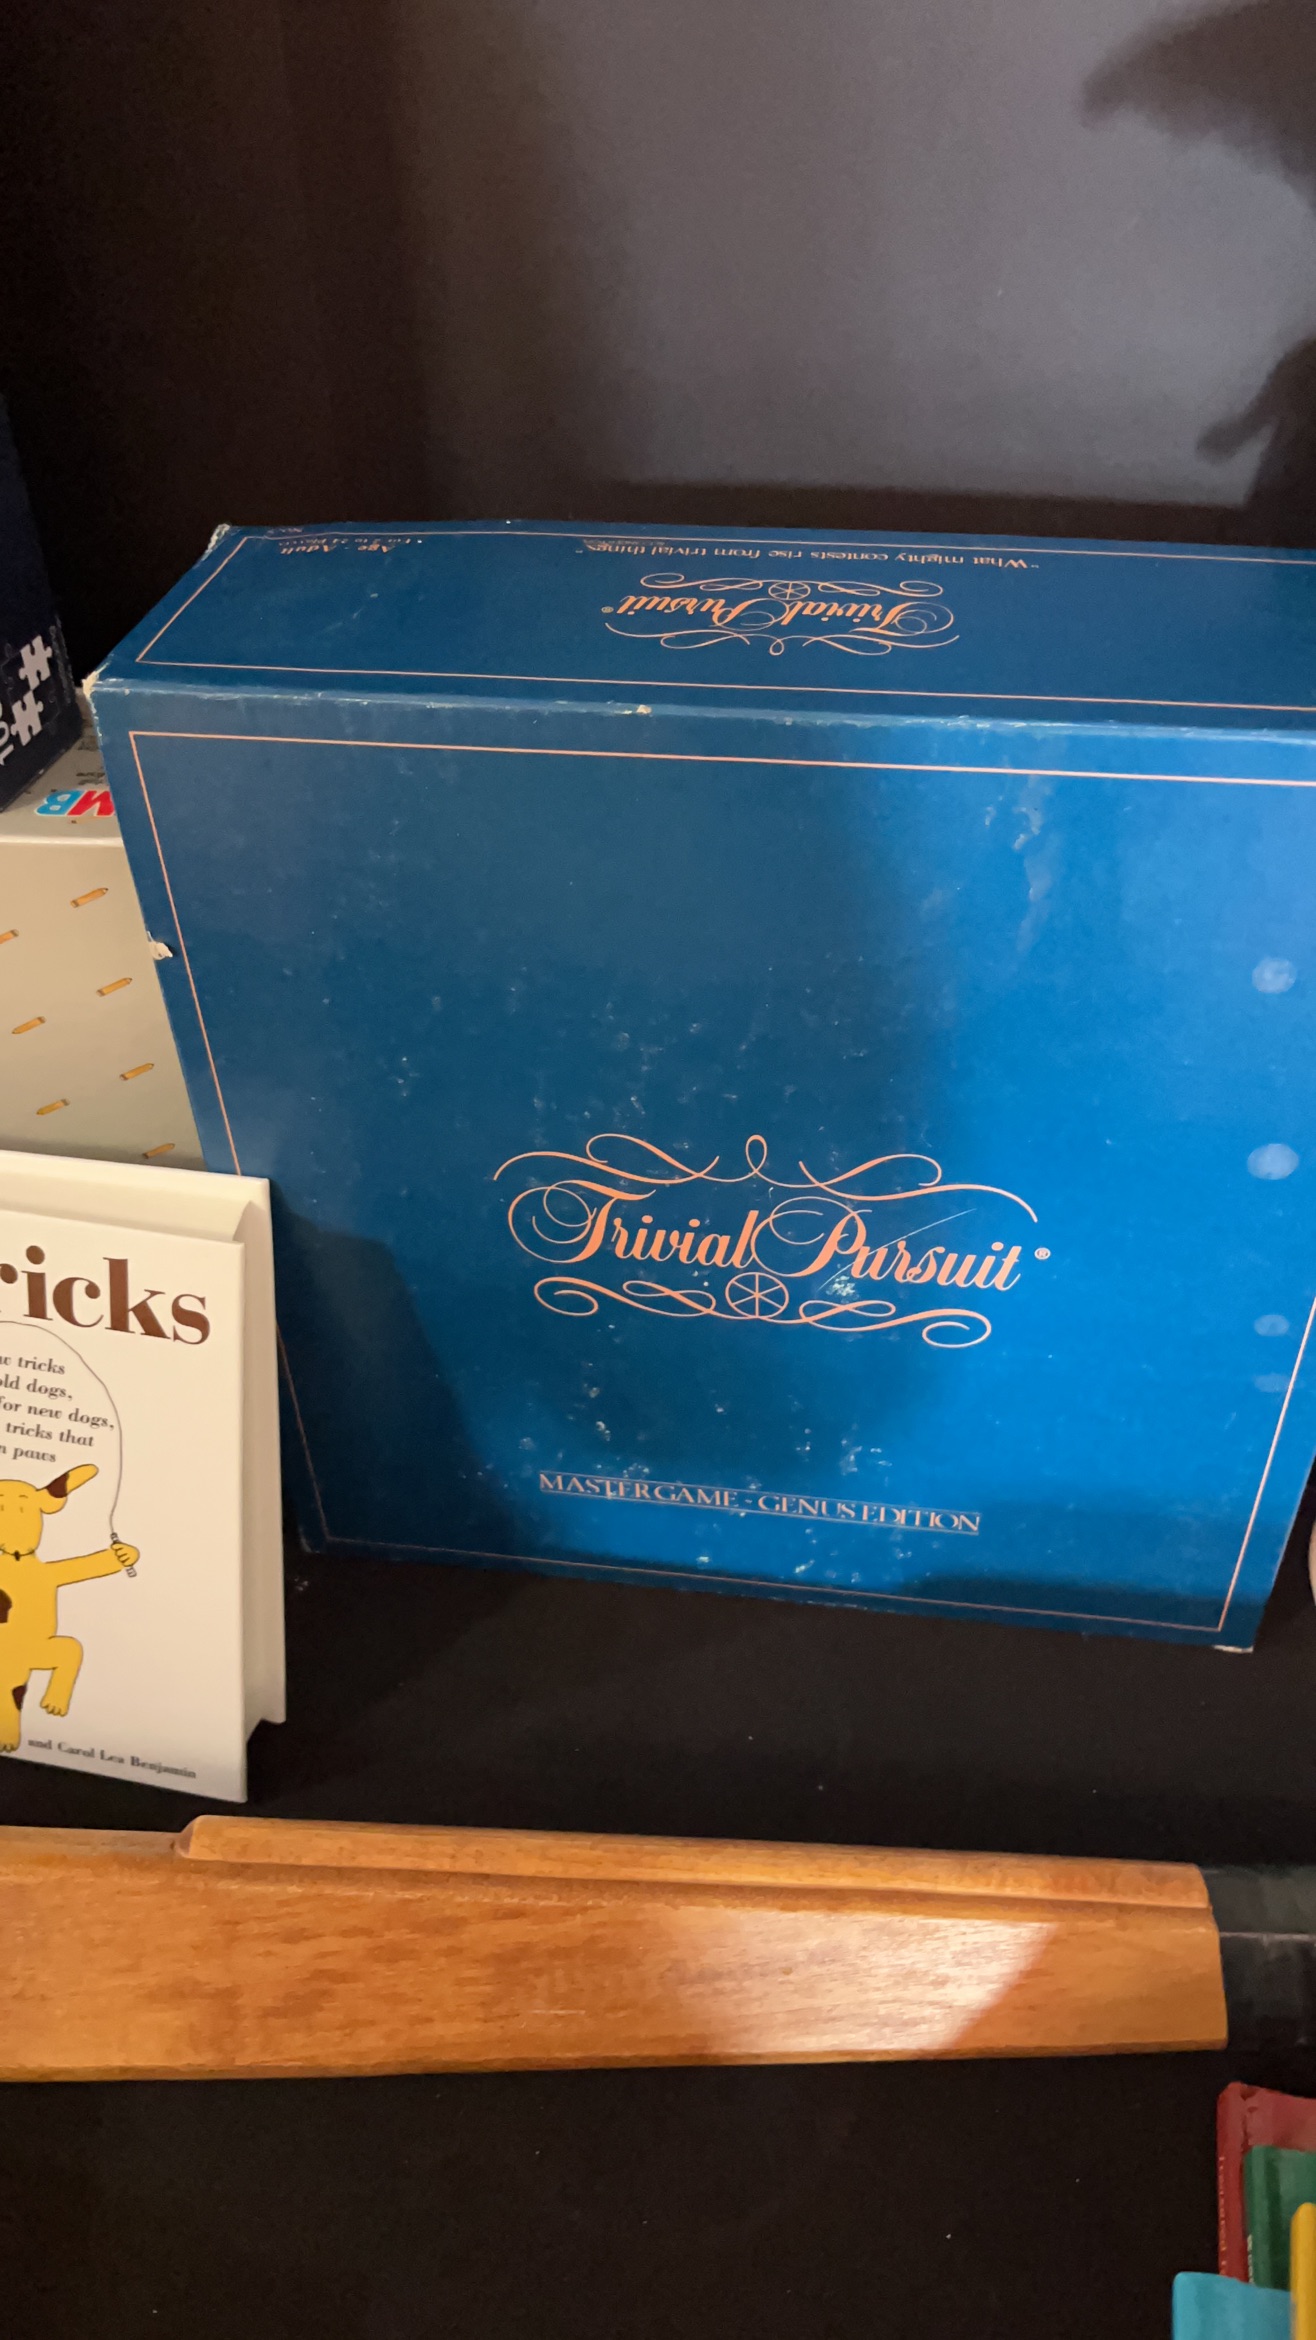 "What mighty contests rise from trivial things"
Age - Adult
Trivial Pursuit®
MB
Trivial Pursuit®
MASTER GAME - GENUS EDITION
ricks
tricks
old dogs,
for new dogs,
tricks that
paws
and Carol Lea Benjamin